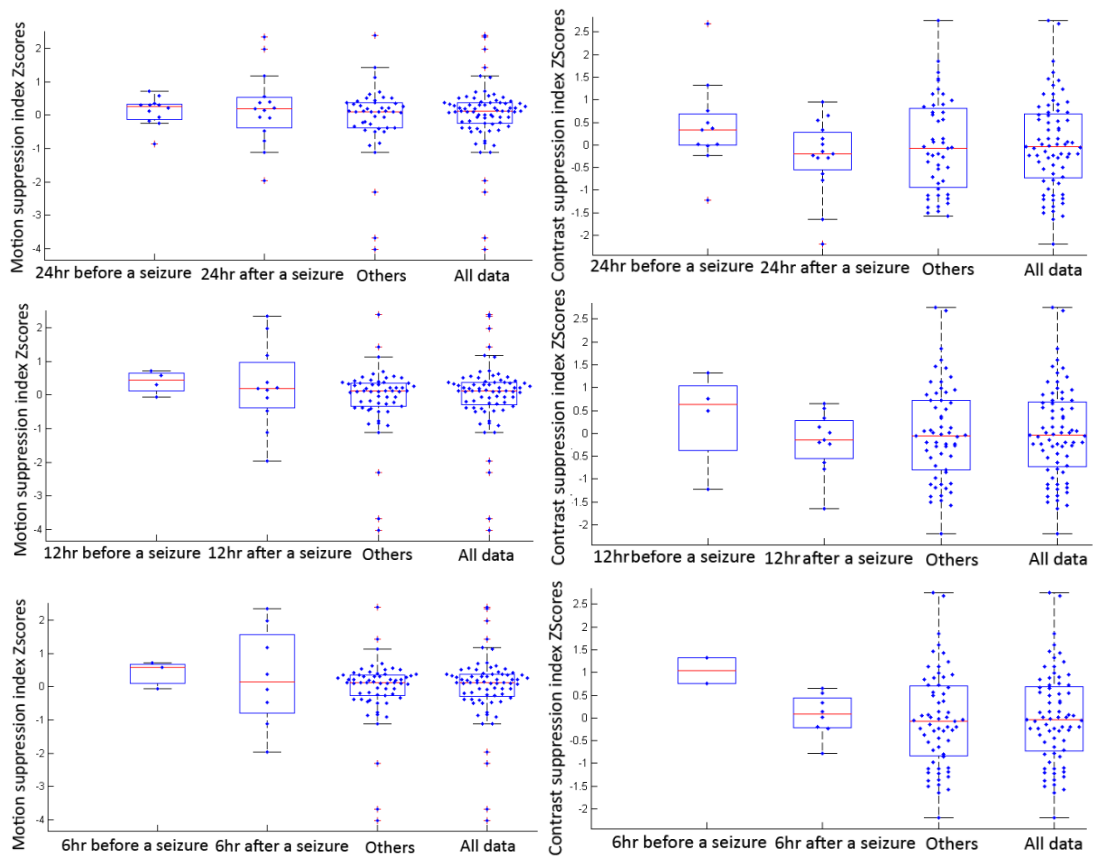 Motion suppression index ZScores
2
1
0
-1
-2
-3
-4
24hr before a seizure
24hr after a seizure
Others
All data
Contrast suppression index ZScores
2.5
2
1.5
1
0.5
0
-0.5
-1
-1.5
-2
24hr before a seizure
24hr after a seizure
Others
All data
Motion suppression index ZScores
2
1
0
-1
-2
-3
-4
12hr before a seizure
12hr after a seizure
Others
All data
Contrast suppression index ZScores
2.5
2
1.5
1
0.5
0
0.5
-1
1.5
-2
12hr before a seizure
12hr after a seizure
Others
All data
Motion suppression index Zscores
2
1
0
-1
-2
-3
-4
6hr before a seizure
6hr after a seizure
Others
All data
Contrast suppression index ZScores
2.5
2
1.5
1
0.5
0
-0.5
-1
-1.5
-2
6hr before a seizure
6hr after a seizure
Others
All data